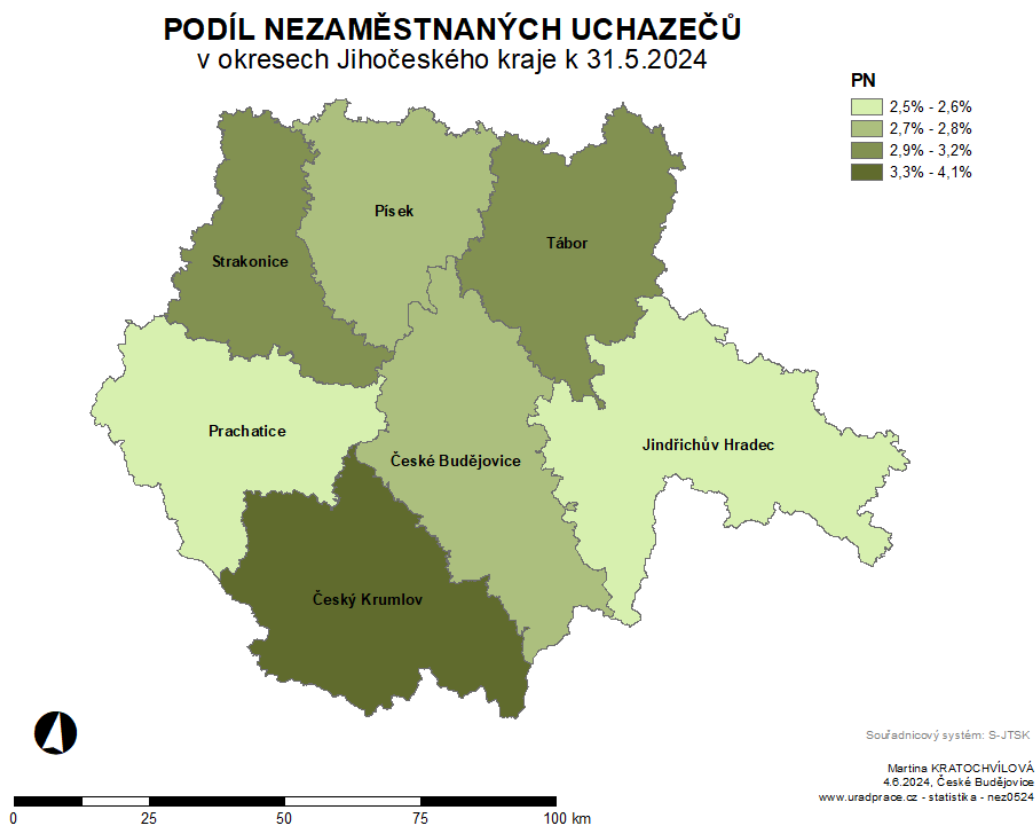 PODÍL NEZAMĚSTNANÝCH UCHAZEČŮ
v okresech Jihočeského kraje k 31.5.2024
PN
2,5% - 2,6%
2,7% - 2,8%
2,9% - 3,2%
3,3% - 4,1%
Písek
Tábor
Strakonice
Prachatice
Jindřichův Hradec
České Budějovice
Český Krumlov
Souřadnicový systém: S-JTSK
Martina KRATOCHVÍLOVÁ
4.6.2024, České Budějovice
www.uradprace.cz - statistika - nez0524
0 25 50 75 100 km